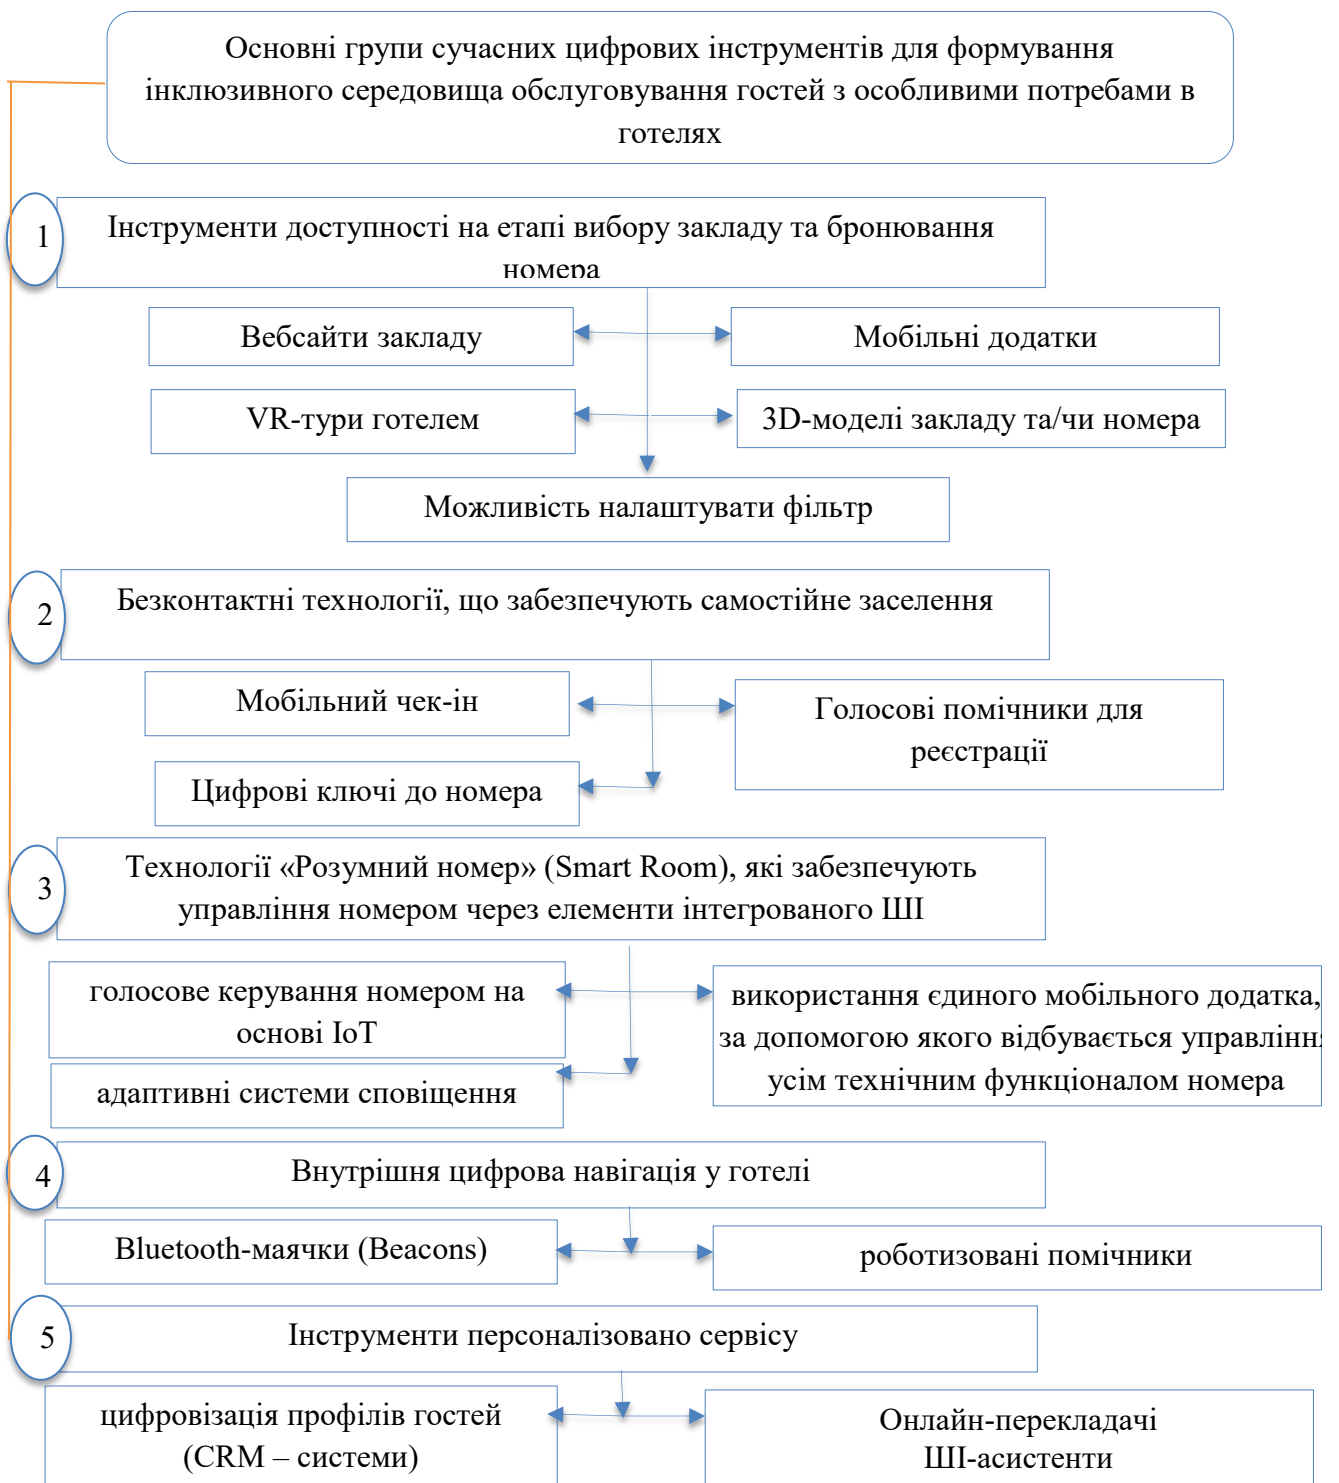 Основні групи сучасних цифрових інструментів для формування
інклюзивного середовища обслуговування гостей з особливими потребами в
готелях
1
Інструменти доступності на етапі вибору закладу та бронювання
номера
Вебсайти закладу
Мобільні додатки
VR-тури готелем
3D-моделі закладу та/чи номера
Можливість налаштувати фільтр
2
Безконтактні технології, що забезпечують самостійне заселення
Мобільний чек-ін
Голосові помічники для
реєстрації
Цифрові ключі до номера
3
Технології «Розумний номер» (Smart Room), які забезпечують
управління номером через елементи інтегрованого ШІ
голосове керування номером на
основі IoT
використання єдиного мобільного додатка,
за допомогою якого відбувається управління
усім технічним функціоналом номера
адаптивні системи сповіщення
4
Внутрішня цифрова навігація у готелі
Bluetooth-маячки (Beacons)
роботизовані помічники
5
Інструменти персоналізовано сервісу
цифровізація профілів гостей
(CRM – системи)
Онлайн-перекладачі
ШІ-асистенти